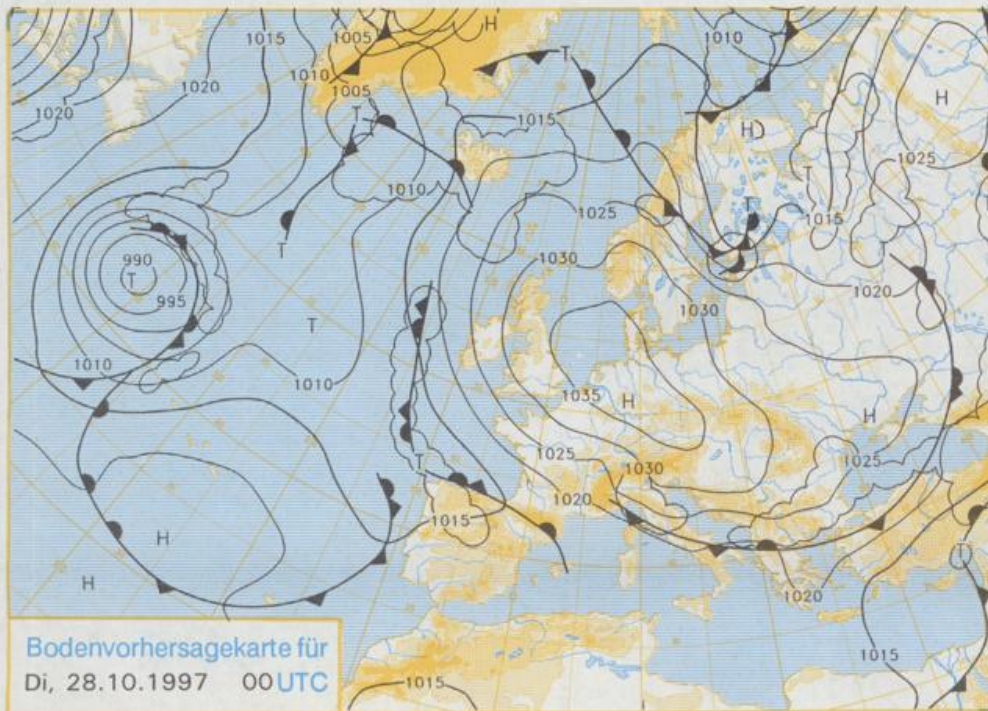 1015 1005 H T 1010 H
1020 1020 1010
1005 H
T
1015 H)
1025
T
1010 1025 T 1015
T
1030
990
T 995
1020
1030
T
1010 1010
1035 H H
1025 1025
T 1030
1020
1015
H
T
H
1020
1015
1015
Bodenvorhersagekarte für
Di, 28.10.1997 00 UTC